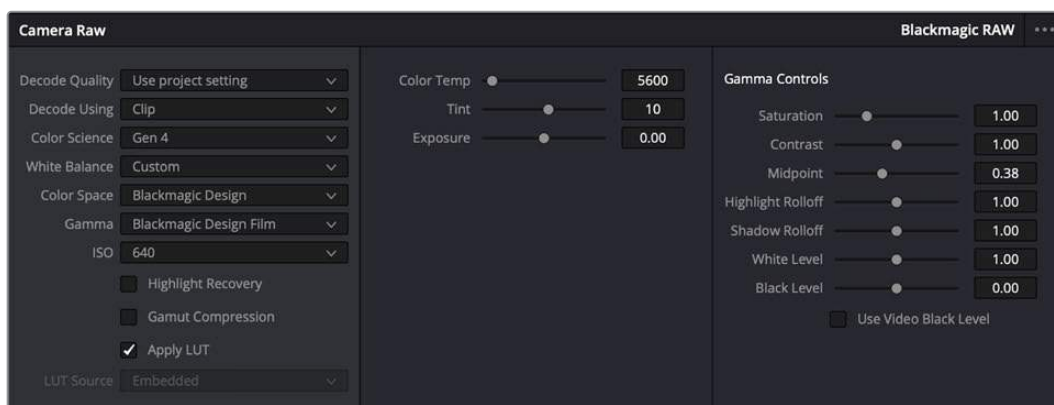 Camera Raw
Blackmagic RAW
Decode Quality Use project setting
Decode Using Clip
Color Science Gen 4
White Balance Custom
Color Space Blackmagic Design
Gamma Blackmagic Design Film
ISO 640
Highlight Recovery
Gamut Compression
Apply LUT
LUT Source Embedded
Color Temp 5600
Tint 10
Exposure 0.00
Gamma Controls
Saturation 1.00
Contrast 1.00
Midpoint 0.38
Highlight Rolloff 1.00
Shadow Rolloff 1.00
White Level 1.00
Black Level 0.00
Use Video Black Level